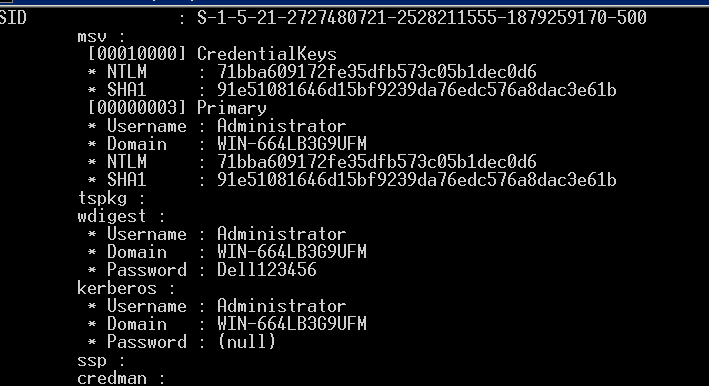 SID : S-1-5-21-2727480721-2528211555-1879259170-500
msv :
[00010000] CredentialKeys
* NTLM : 71bba609172fe35dfb573c05b1dec0d6
* SHA1 : 91e51081646d15bf9239da76edc576a8dac3e61b
[00000003] Primary
* Username : Administrator
* Domain : WIN-664LB3G9UFM
* NTLM : 71bba609172fe35dfb573c05b1dec0d6
* SHA1 : 91e51081646d15bf9239da76edc576a8dac3e61b
tspkg :
wdigest :
* Username : Administrator
* Domain : WIN-664LB3G9UFM
* Password : Dell123456
kerberos :
* Username : Administrator
* Domain : WIN-664LB3G9UFM
* Password : (null)
ssp :
credman :